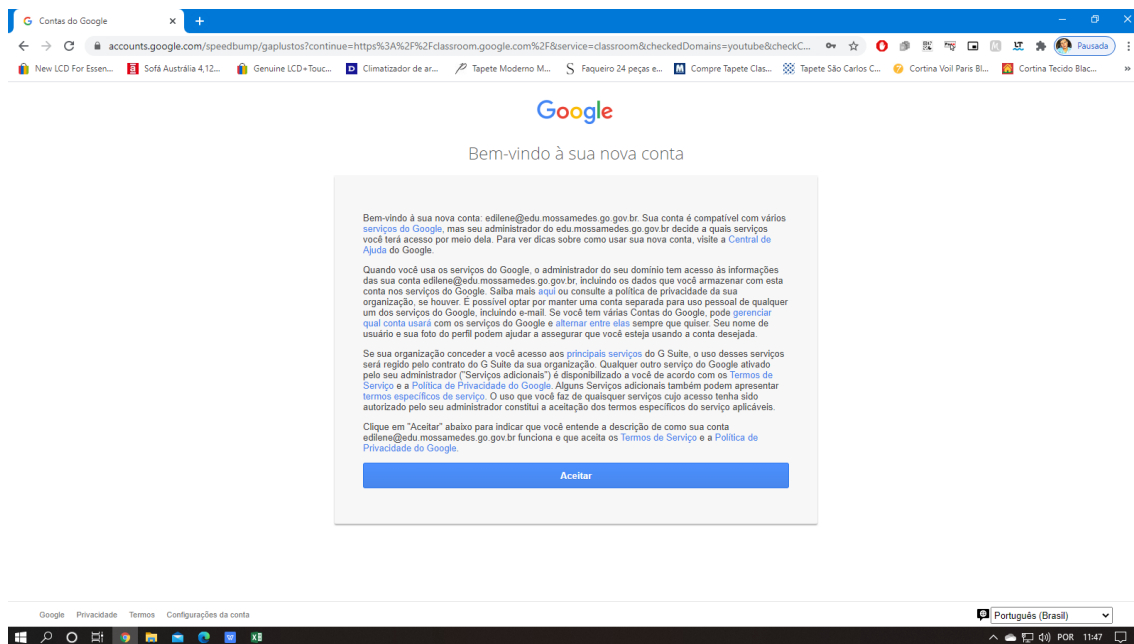 Contas do Google
accounts.google.com/speedbump/gaplustos?continue=https%3A%2F%2Fclassroom.google.com%2F&service=classroom&checkedDomains=youtube&checkC...
Pausada
New LCD For Essen...
Sofá Austrália 4,12...
Genuine LCD+Touc...
Climatizador de ar...
Tapete Moderno M...
Faqueiro 24 peças e...
Compre Tapete Clas...
Tapete São Carlos C...
Cortina Voil Paris Bl...
Cortina Tecido Blac...
Google
Bem-vindo à sua nova conta
Bem-vindo à sua nova conta: edilene@edu.mossamedes.go.gov.br. Sua conta é compatível com vários
serviços do Google, mas seu administrador do edu.mossamedes.go.gov.br decide a quais serviços
você terá acesso por meio dela. Para ver dicas sobre como usar sua nova conta, visite a Central de
Ajuda do Google.
Quando você usa os serviços do Google, o administrador do seu domínio tem acesso às informações
das sua conta edilene@edu.mossamedes.go.gov.br, incluindo os dados que você armazenar com esta
conta nos serviços do Google. Saiba mais aqui ou consulte a política de privacidade da sua
organização, se houver. É possível optar por manter uma conta separada para uso pessoal de qualquer
um dos serviços do Google, incluindo e-mail. Se você tem várias Contas do Google, pode gerenciar
qual conta usará com os serviços do Google e alternar entre elas sempre que quiser. Seu nome de
usuário e sua foto do perfil podem ajudar a assegurar que você esteja usando a conta desejada.
Se sua organização conceder a você acesso aos principais serviços do G Suite, o uso desses serviços
será regido pelo contrato do G Suite da sua organização. Qualquer outro serviço do Google ativado
pelo seu administrador ("Serviços adicionais") é disponibilizado a você de acordo com os Termos de
Serviço e a Política de Privacidade do Google. Alguns Serviços adicionais também podem apresentar
termos específicos de serviço. O uso que você faz de quaisquer serviços cujo acesso tenha sido
autorizado pelo seu administrador constitui a aceitação dos termos específicos do serviço aplicáveis.
Clique em "Aceitar" abaixo para indicar que você entende a descrição de como sua conta
edilene@edu.mossamedes.go.gov.br funciona e que aceita os Termos de Serviço e a Política de
Privacidade do Google.
Aceitar
Google Privacidade Termos Configurações da conta
Português (Brasil)
POR 11:47